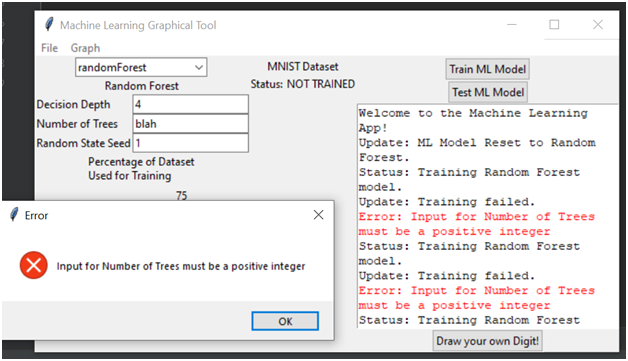 Machine Learning Graphical Tool
File Graph
randomForest
Random Forest
Decision Depth 4
Number of Trees blah
Random State Seed 1
Percentage of Dataset
Used for Training
75
MNIST Dataset
Status: NOT TRAINED
Train ML Model
Test ML Model
Welcome to the Machine Learning
App!
Update: ML Model Reset to Random
Forest.
Status: Training Random Forest
model.
Update: Training failed.
Error: Input for Number of Trees
must be a positive integer
Status: Training Random Forest
model.
Update: Training failed.
Error: Input for Number of Trees
must be a positive integer
Status: Training Random Forest
Draw your own Digit!
Error
Input for Number of Trees must be a positive integer
OK